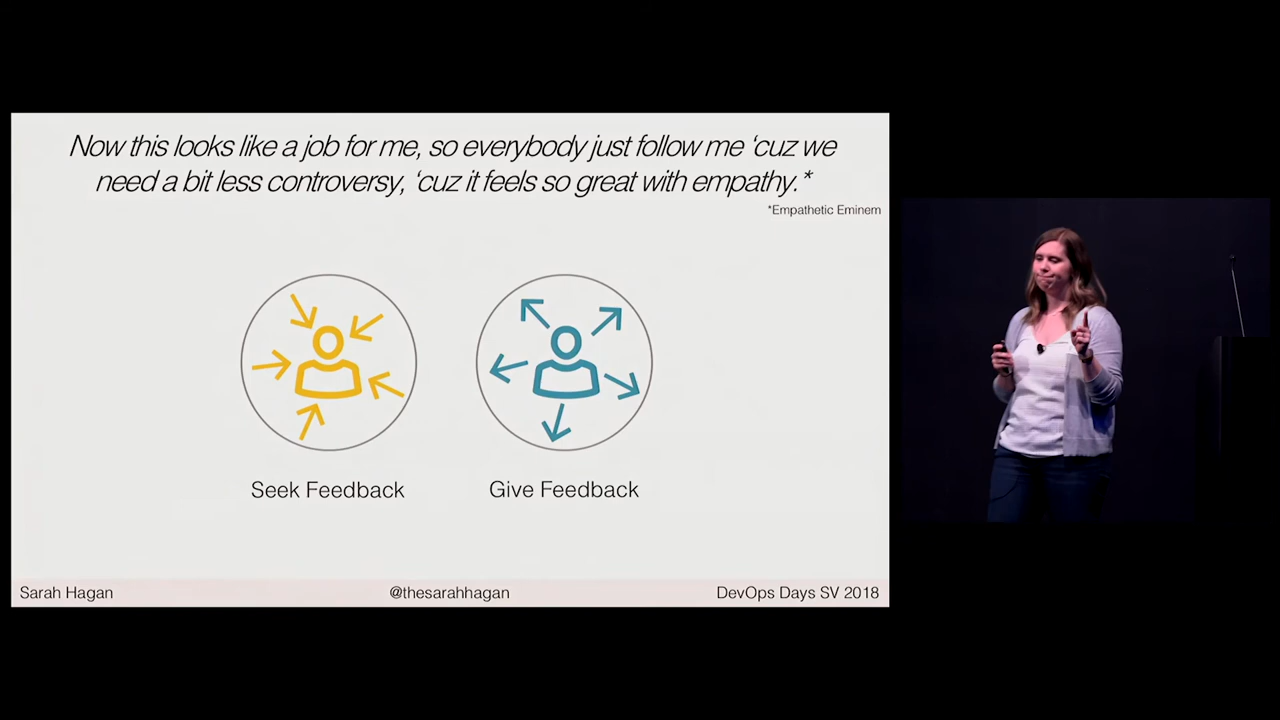 Now this looks like a job for me, so everybody just follow me ‘cuz we
need a bit less controversy, ‘cuz it feels so great with empathy.*
*Empathetic Eminem
Seek Feedback
Give Feedback
Sarah Hagan
@thesarahhagan
DevOps Days SV 2018